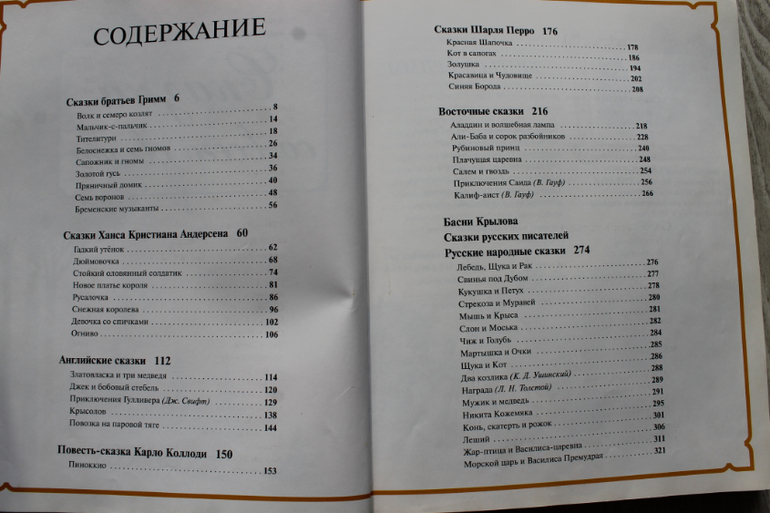 СОДЕРЖАНИЕ
Сказки братьев Гримм 6
Волк и семеро козлят 8
Мальчик-с-пальчик 14
Тителитури 18
Белоснежка и семь гномов 26
Сапожник и гномы 34
Золотой гусь 36
Пряничный домик 40
Семь воронов 48
Бременские музыканты 56
Сказки Ханса Кристиана Андерсена 60
Гадкий утёнок 62
Дюймовочка 68
Стойкий оловянный солдатик 74
Новое платье короля 81
Русалочка 86
Снежная королева 96
Девочка со спичками 102
Огниво 106
Английские сказки 112
Златовласка и три медведя 114
Джек и бобовый стебель 120
Приключения Гулливера (Дж. Свифт) 129
Крысолов 138
Повозка на паровой тяге 144
Повесть-сказка Карло Коллоди 150
Пиноккио 153
Сказки Шарля Перро 176
Красная Шапочка 178
Кот в сапогах 186
Золушка 194
Красавица и Чудовище 202
Синяя Борода 208
Восточные сказки 216
Аладдин и волшебная лампа 218
Али-Баба и сорок разбойников 228
Рубиновый принц 240
Плачущая царевна 248
Салем и гвоздь 254
Приключения Саида (В. Гауф) 256
Калиф-аист (В. Гауф) 266
Басни Крылова
Сказки русских писателей
Русские народные сказки 274
Лебедь, Щука и Рак 276
Свинья под Дубом 277
Кукушка и Петух 278
Стрекоза и Муравей 280
Мышь и Крыса 281
Слон и Моська 282
Чиж и Голубь 284
Мартышка и Очки 285
Щука и Кот 286
Два козлика (К. Д. Ушинский) 288
Награда (Л. Н. Толстой) 289
Мужик и медведь 291
Никита Кожемяка 295
Конь, скатерть и рожок 301
Леший 306
Жар-птица и Василиса-царевна 311
Морской царь и Василиса Премудрая 321